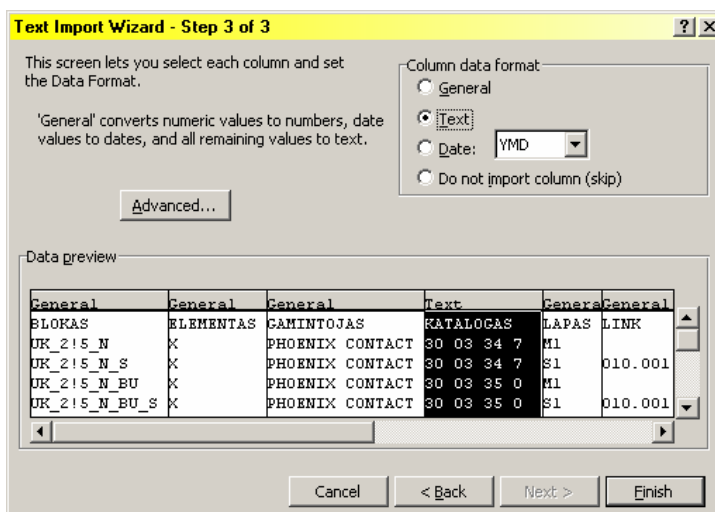 Text Import Wizard - Step 3 of 3
This screen lets you select each column and set
the Data Format.
'General' converts numeric values to numbers, date
values to dates, and all remaining values to text.
Advanced...
Column data format
General
Text
Date: YMD
Do not import column (skip)
Data preview
General General General Text Genera General
BLOKAS ELEMENTAS GAMINTOJAS KATALOGAS LAPAS LINK
UK_2!5_N X PHOENIX CONTACT 30 03 34 7 M1
UK_2!5_N_S X PHOENIX CONTACT 30 03 34 7 S1 010.001
UK_2!5_N_BU X PHOENIX CONTACT 30 03 35 0 M1
UK_2!5_N_BU_S X PHOENIX CONTACT 30 03 35 0 S1 010.001
Cancel < Back Next > Finish